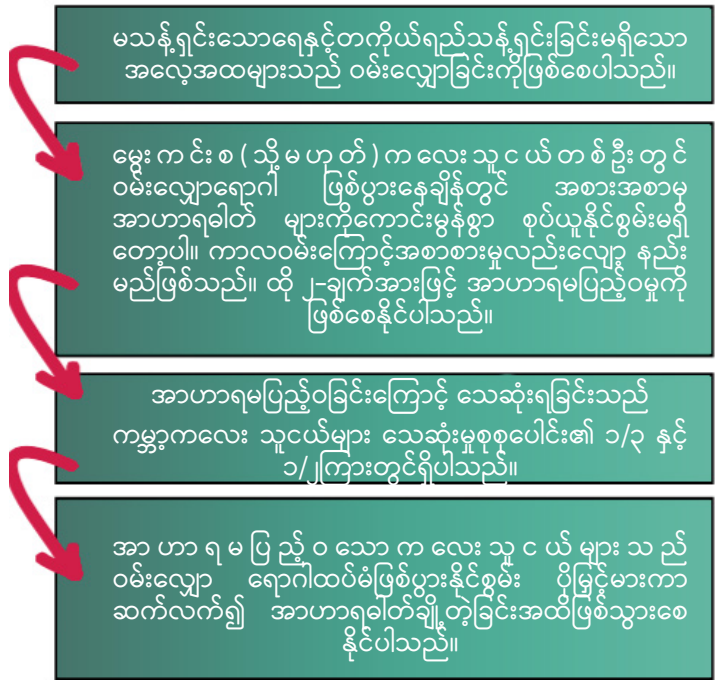 မသန့်ရှင်းသောရေနှင့်တကိုယ်ရည်သန့်ရှင်းခြင်းမရှိသော
အလေ့အထများသည် ဝမ်းလျှောခြင်းကိုဖြစ်စေပါသည်။
မွေးကင်းစ (သို့မဟုတ်) ကလေးသူငယ်တစ်ဦးတွင်
ဝမ်းလျှောရောဂါ ဖြစ်ပွားနေချိန်တွင် အစားအစာမှ
အာဟာရဓါတ် များကိုကောင်းမွန်စွာ စုပ်ယူနိုင်စွမ်းမရှိ
တော့ပါ။ ကာလဝမ်းကြောင့်အစာစားမှုလည်းလျော့ နည်း
မည်ဖြစ်သည်။ ထို ၂-ချက်အားဖြင့် အာဟာရမပြည့်ဝမှုကို
ဖြစ်စေနိုင်ပါသည်။
အာဟာရမပြည့်ဝခြင်းကြောင့် သေဆုံးရခြင်းသည်
ကမ္ဘာ့ကလေး သူငယ်များ သေဆုံးမှုစုစုပေါင်း၏ ၁/၃ နှင့်
၁/၂ကြားတွင်ရှိပါသည်။
အာဟာရမပြည့်ဝသောကလေးသူငယ်များသည်
ဝမ်းလျှော ရောဂါထပ်မံဖြစ်ပွားနိုင်စွမ်း ပိုမြင့်မားကာ
ဆက်လက်၍ အာဟာရဓါတ်ချို့တဲ့ခြင်းအထိဖြစ်သွားစေ
နိုင်ပါသည်။